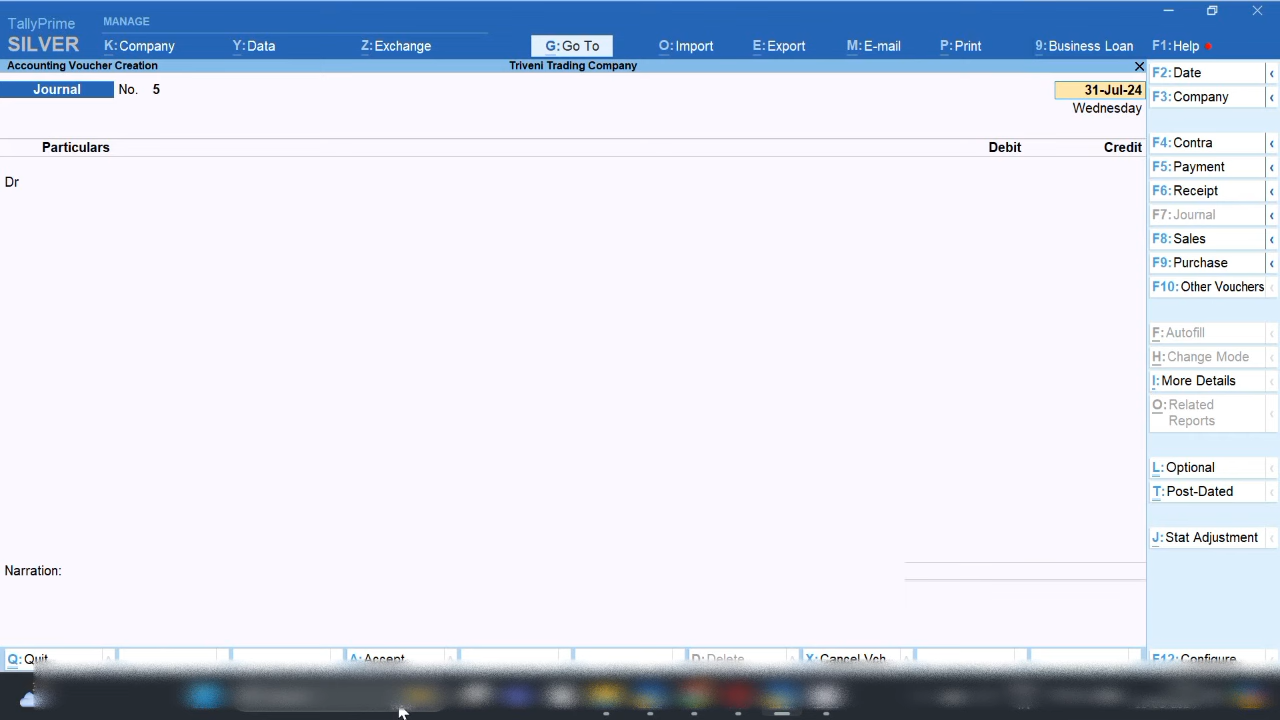 TallyPrime MANAGE
SILVER K:Company Y:Data Z:Exchange G:Go To O:Import E:Export M:E-mail P:Print 9:Business Loan F1:Help
Accounting Voucher Creation Triveni Trading Company
Journal No. 5 31-Jul-24
Wednesday
Particulars Debit Credit
Dr
Narration:
F2:Date
F3:Company
F4:Contra
F5:Payment
F6:Receipt
F7:Journal
F8:Sales
F9:Purchase
F10:Other Vouchers
F:Autofill
H:Change Mode
I:More Details
O:Related
Reports
L:Optional
T:Post-Dated
J:Stat Adjustment
Q:Quit A:Accept D:Delete X:Cancel Vch F12:Configure